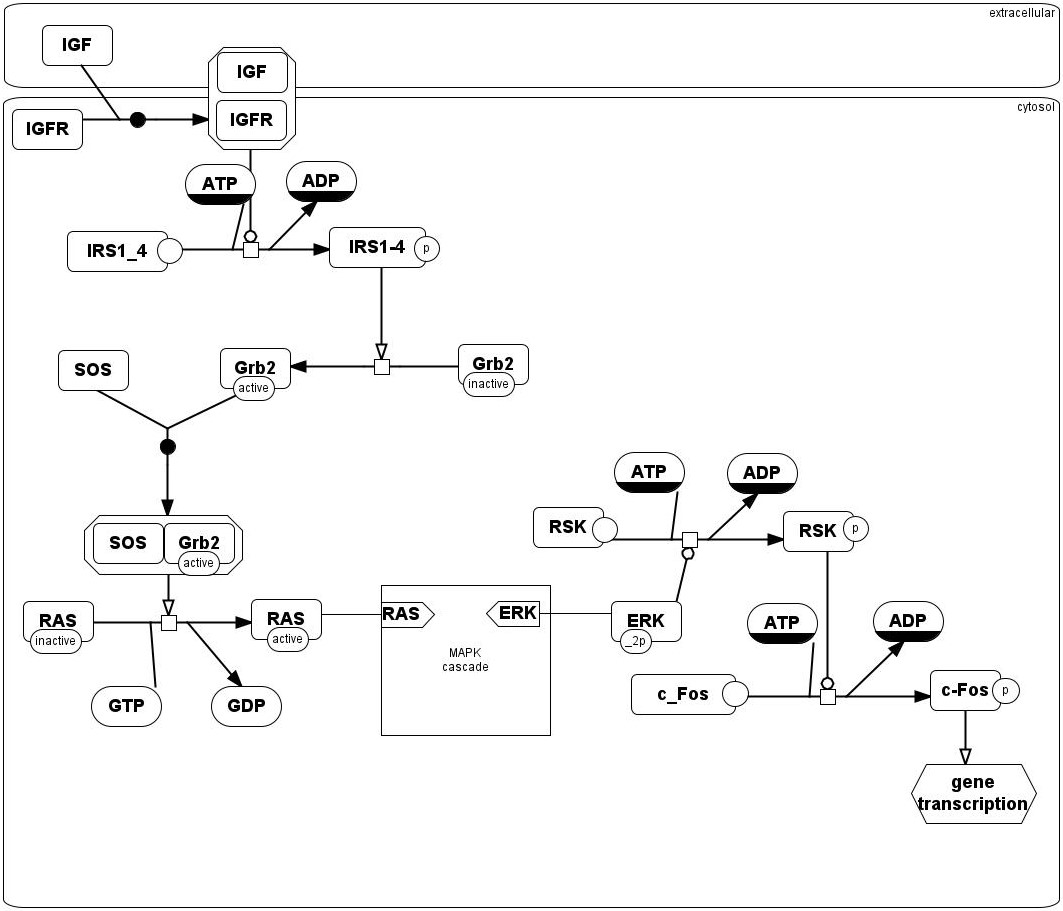 extracellular
IGF
IGF
cytosol
IGFR
IGFR
ATP
ADP
IRS1_4
IRS1-4
p
SOS
Grb2
active
Grb2
inactive
ATP
ADP
RSK
RSK
p
SOS
Grb2
active
RAS
inactive
RAS
active
RAS
ERK
ERK
_2p
MAPK
cascade
ATP
ADP
GTP
GDP
c_Fos
c-Fos
p
gene
transcription